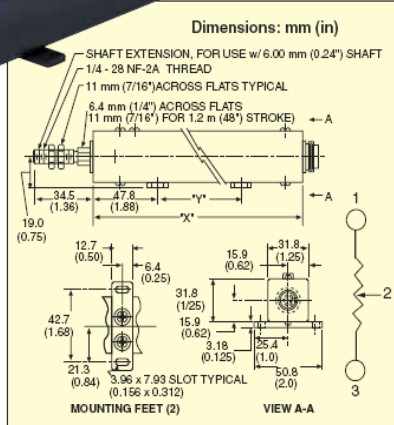 Dimensions: mm (in)
SHAFT EXTENSION, FOR USE w/ 6.00 mm (0.24") SHAFT
1/4 - 28 NF-2A THREAD
11 mm (7/16") ACROSS FLATS TYPICAL
6.4 mm (1/4") ACROSS FLATS
11 mm (7/16") FOR 1.2 m (48") STROKE)
A
34.5
(1.36)
47.8
(1.88)
"Y"
A
19.0
(0.75)
"X"
12.7
(0.50)
6.4
(0.25)
42.7
(1.68)
21.3
(0.84)
3.96 x 7.93 SLOT TYPICAL
(0.156 x 0.312)
MOUNTING FEET (2)
15.9
(0.62)
31.8
(1.25)
31.8
(1/25)
15.9
(0.62)
3.18
(0.125)
25.4
(1.0)
50.8
(2.0)
VIEW A-A
1
2
3